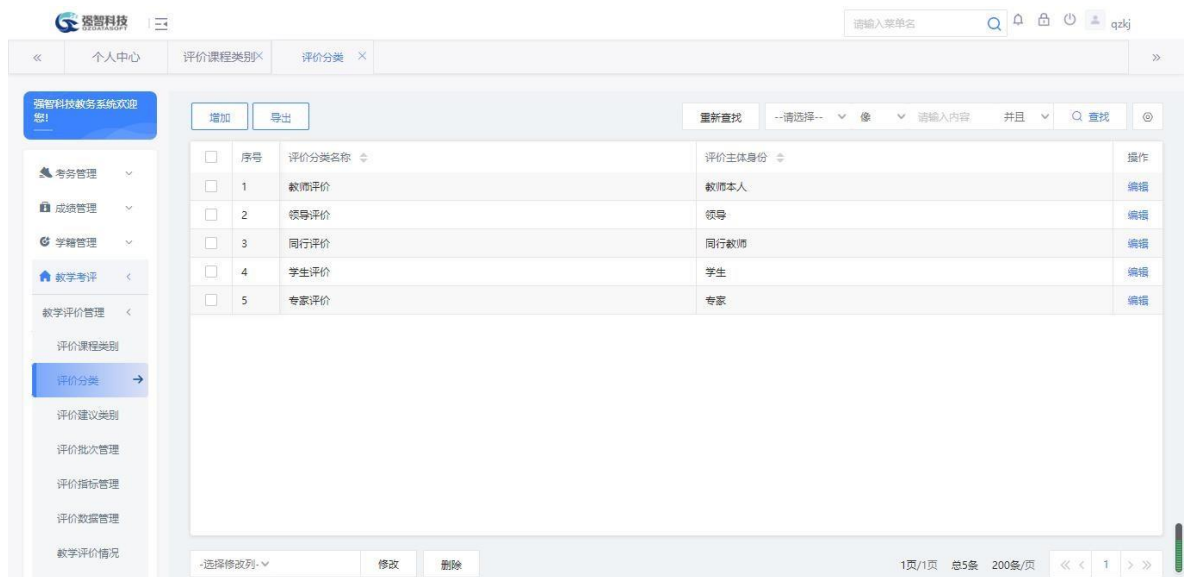 强智科技
QZDATASOFT
请输入菜单名
qzkj
个人中心
评价课程类别
评价分类
强智科技教务系统欢迎
您!
增加
导出
重新查找
--请选择--
像
请输入内容
并且
查找
序号
评价分类名称
评价主体身份
操作
1 教师评价 教师本人 编辑
2 领导评价 领导 编辑
3 同行评价 同行教师 编辑
4 学生评价 学生 编辑
5 专家评价 专家 编辑
考务管理
成绩管理
学籍管理
教学考评
教学评价管理
评价课程类别
评价分类
评价建议类别
评价批次管理
评价指标管理
评价数据管理
教学评价情况
-选择修改列-
修改
删除
1页/1页 总5条 200条/页
1